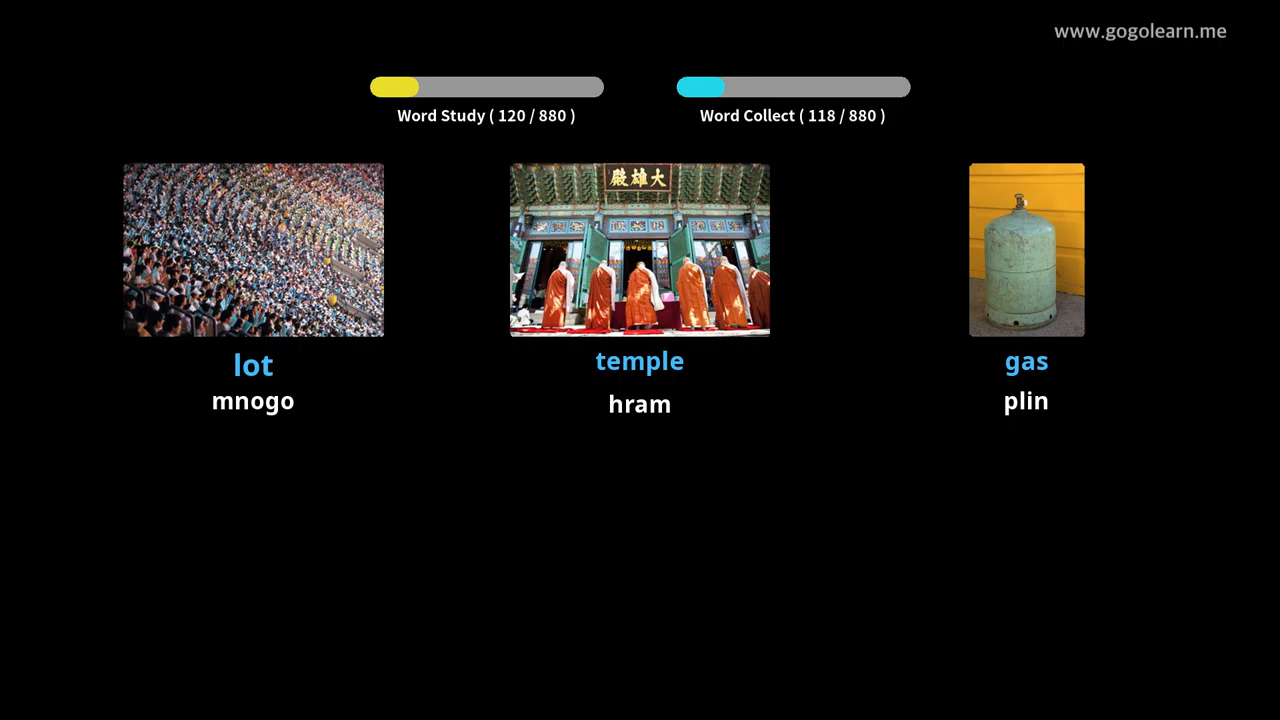 www.gogolearn.me
Word Study ( 120 / 880 )
Word Collect ( 118 / 880 )
殿雄大
lot
temple
gas
mnogo
hram
plin